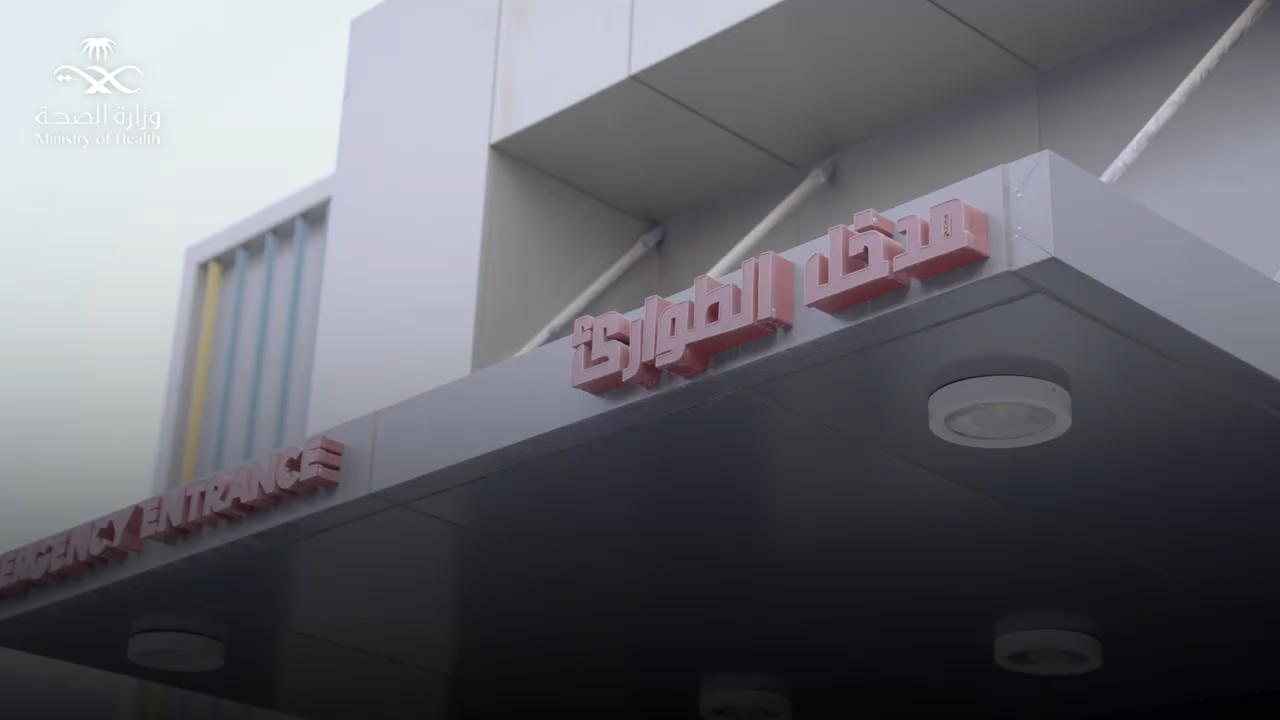 وزارة الصحة
Ministry of Health
مدخل الطوارئ
ERGENCY ENTRANCE